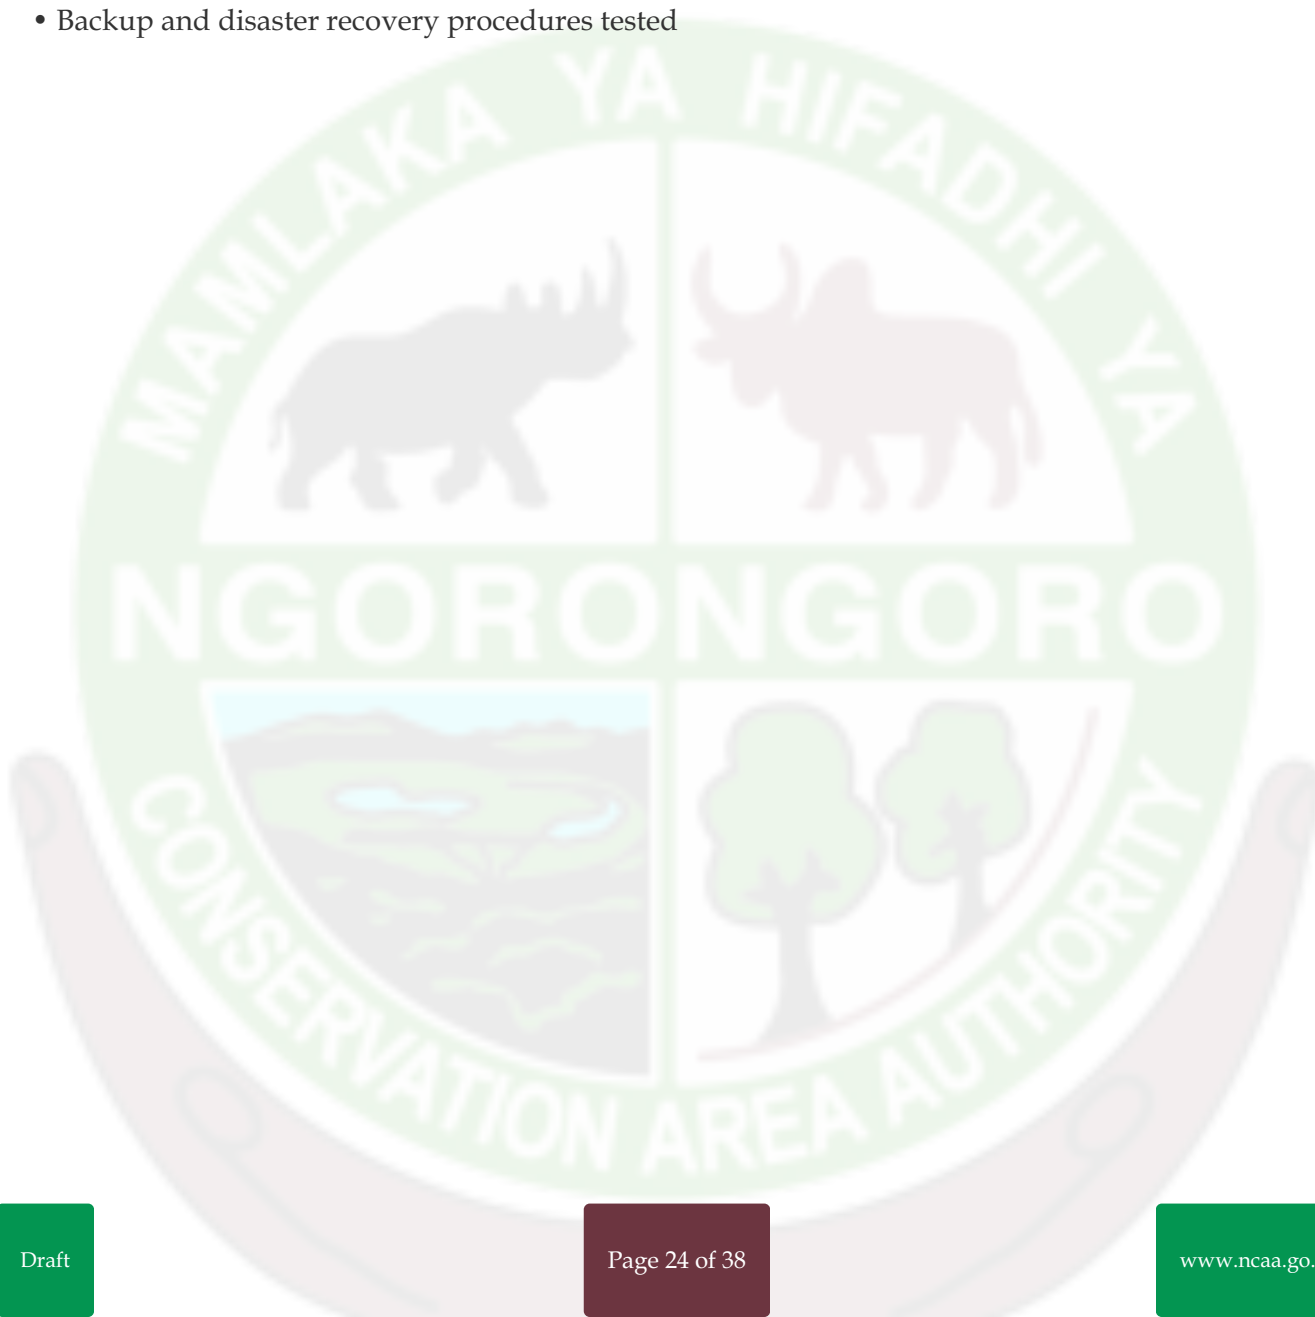 • Backup and disaster recovery procedures tested
MAMLAKA YA HIFADHI YA
NGORONGORO
CONSERVATION AREA AUTHORITY
Draft
Page 24 of 38
www.ncaa.go.